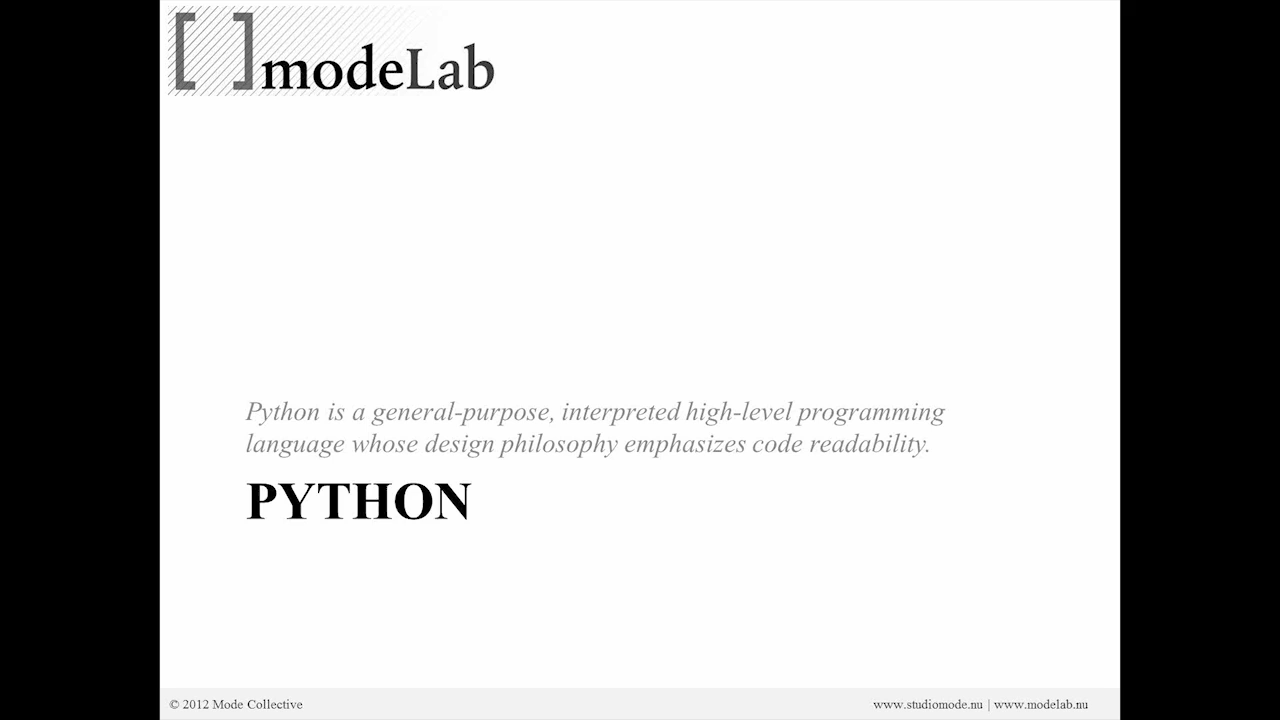 [ ] modeLab
Python is a general-purpose, interpreted high-level programming
language whose design philosophy emphasizes code readability.
PYTHON
© 2012 Mode Collective
www.studiomode.nu | www.modelab.nu